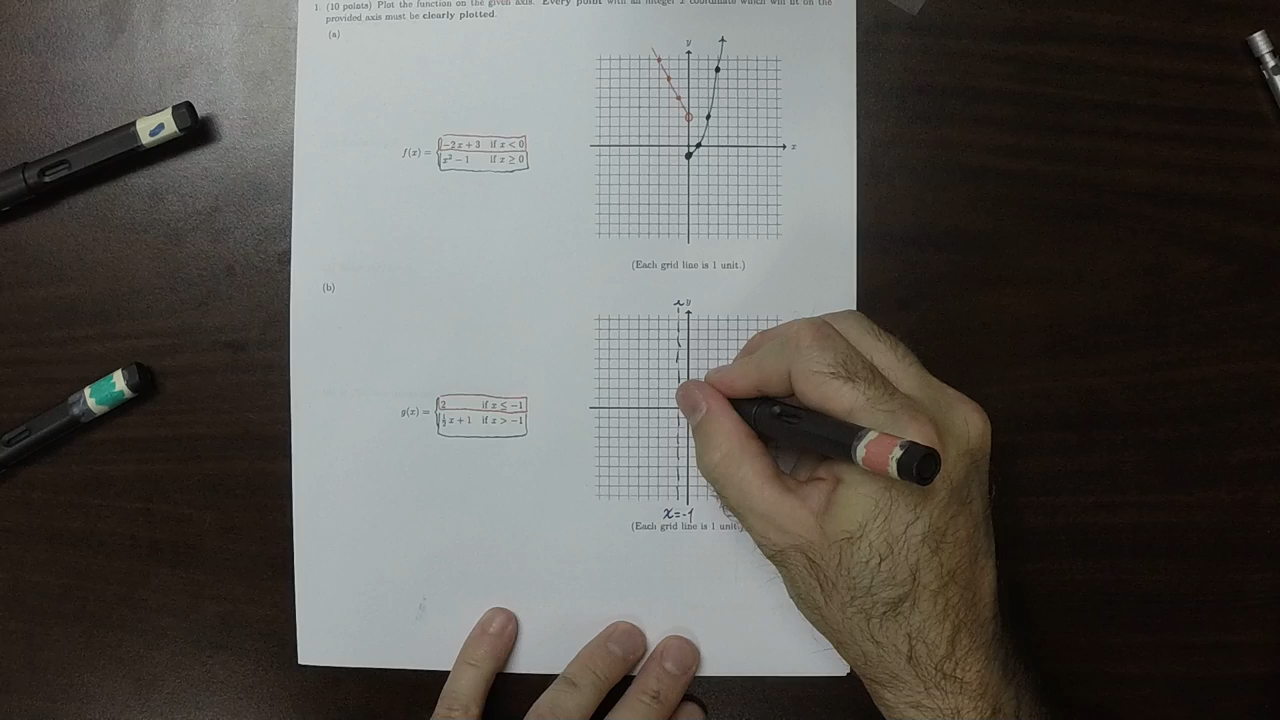 1. (10 points) Plot the function on the given axis. Every point with an integer x coordinate which will fit on the
provided axis must be clearly plotted.
(a)
y
f(x) = { −2x + 3 if x < 0
x² − 1 if x ≥ 0
x
(Each grid line is 1 unit.)
(b)
y
g(x) = { 2 if x ≤ −1
½x + 1 if x > −1
x=-1
(Each grid line is 1 unit.)